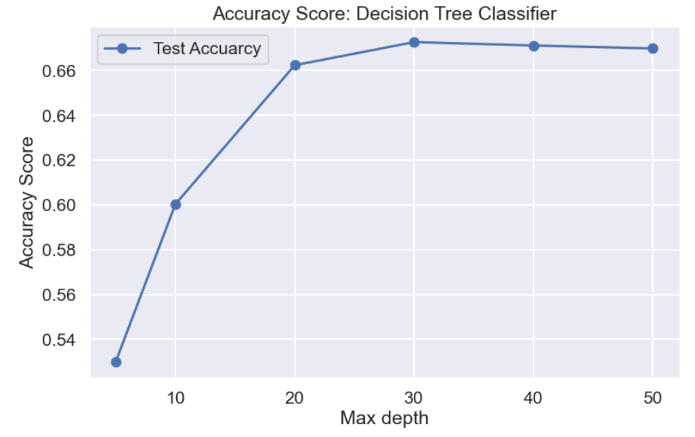 Accuracy Score: Decision Tree Classifier
Test Accuarcy
Accuracy Score
0.66
0.64
0.62
0.60
0.58
0.56
0.54
10 20 30 40 50
Max depth